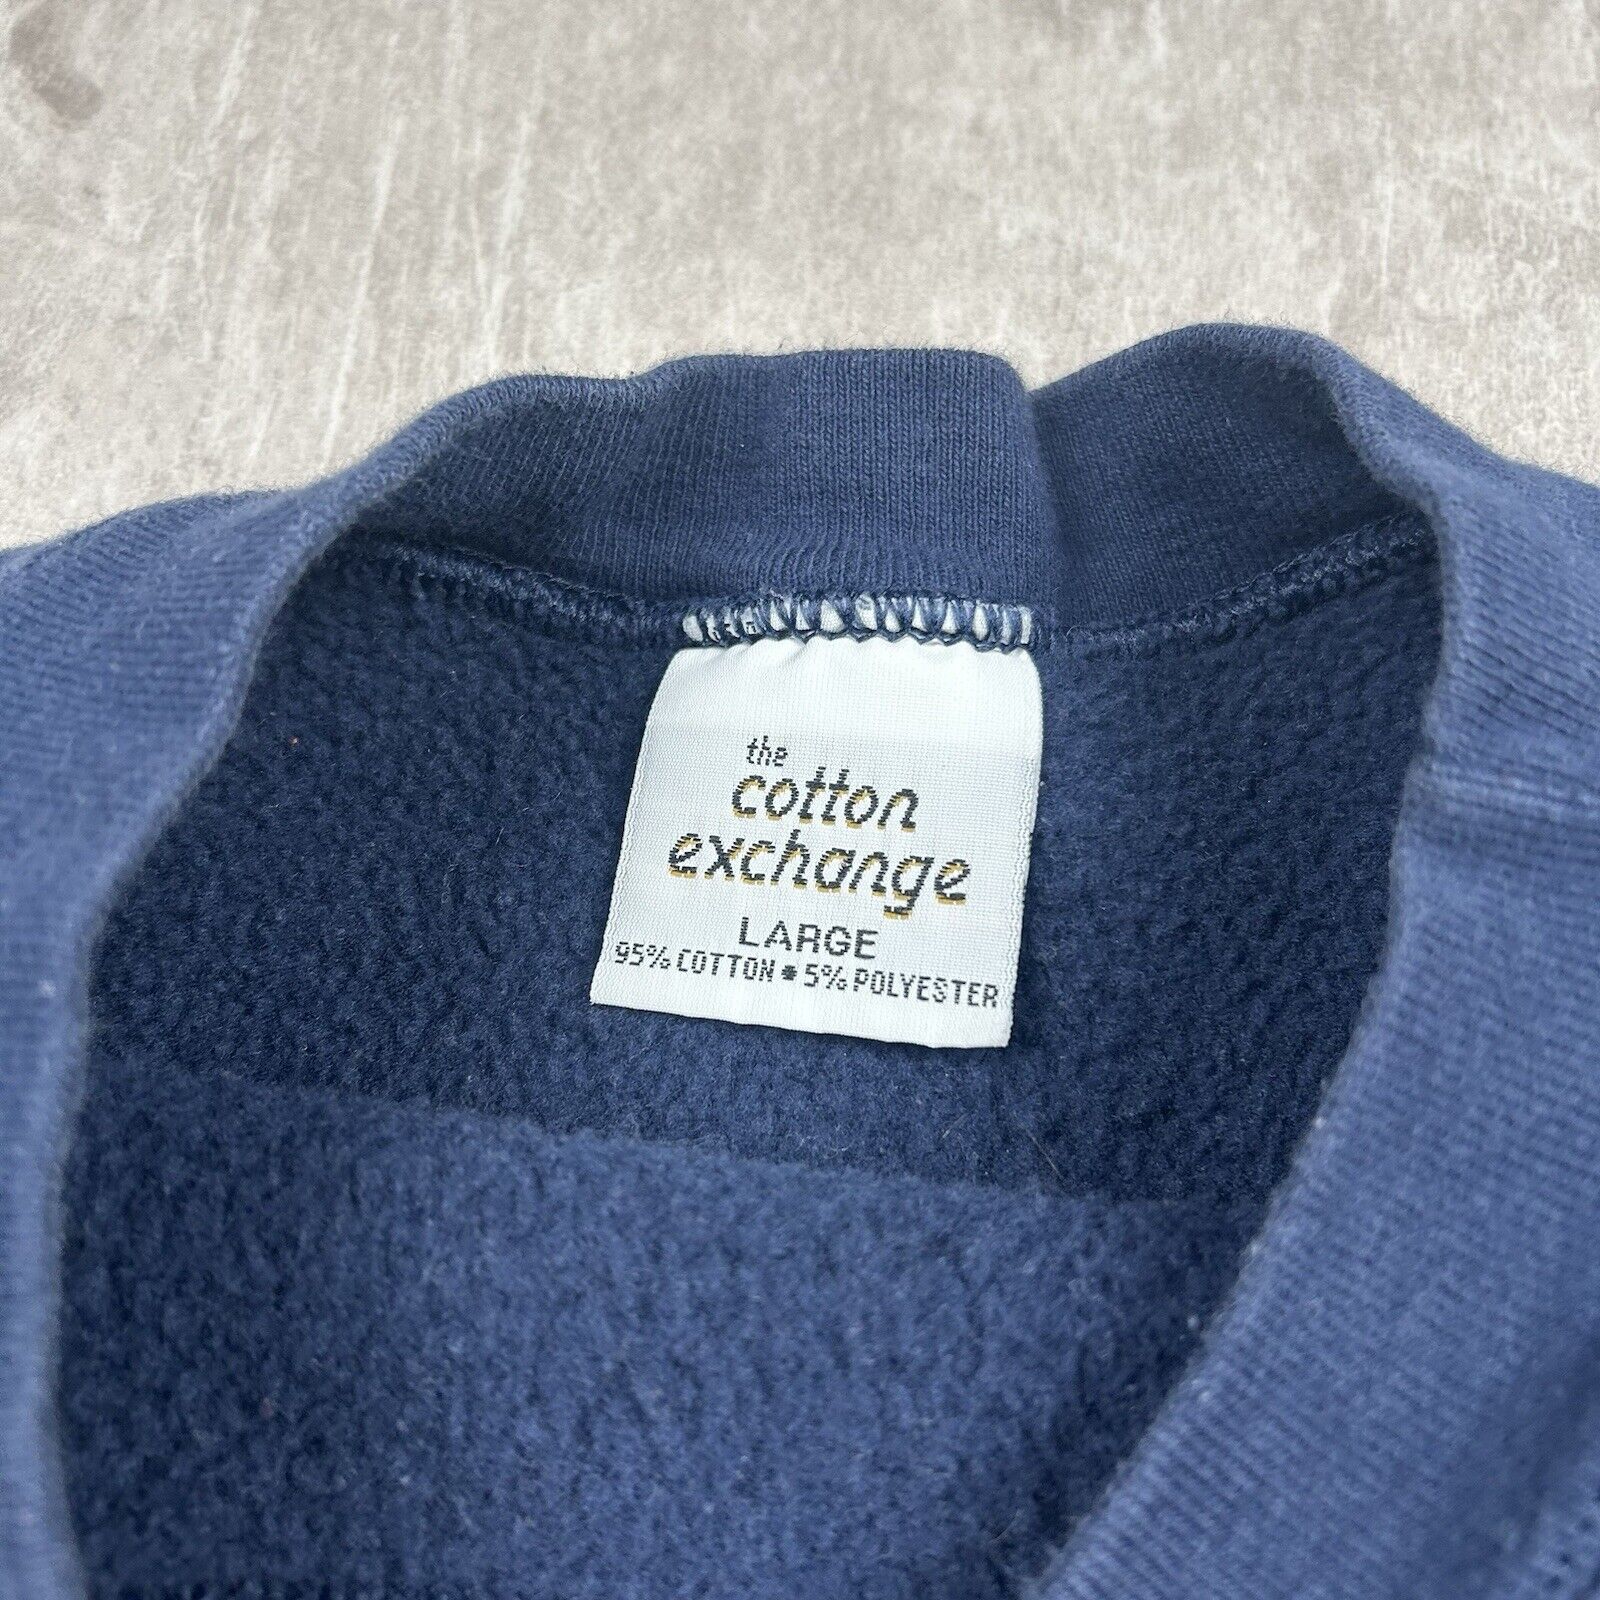 the
cotton
exchange
LARGE
95% COTTON * 5% POLYESTER